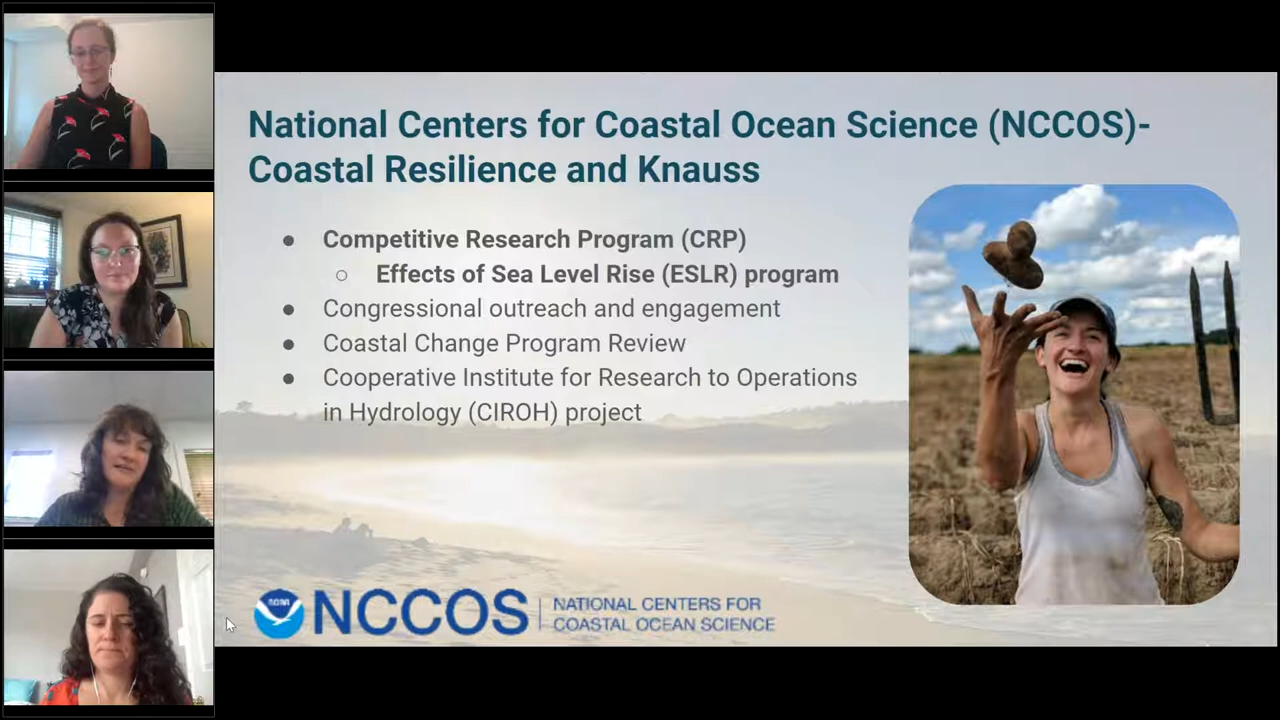 National Centers for Coastal Ocean Science (NCCOS)-
Coastal Resilience and Knauss
● Competitive Research Program (CRP)
○ Effects of Sea Level Rise (ESLR) program
● Congressional outreach and engagement
● Coastal Change Program Review
● Cooperative Institute for Research to Operations
in Hydrology (CIROH) project
NOAA
NCCOS
NATIONAL CENTERS FOR
COASTAL OCEAN SCIENCE